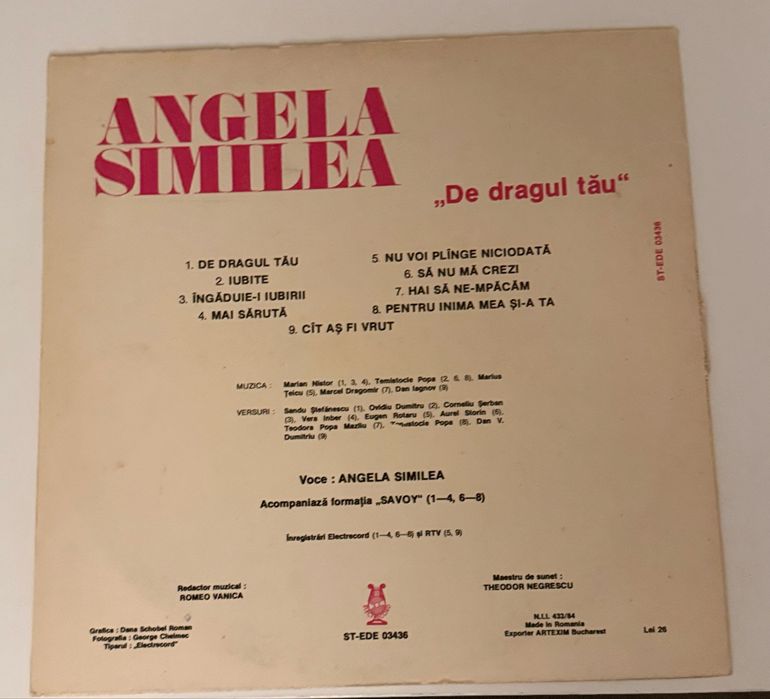 ANGELA
SIMILEA
„De dragul tău“
ST-EDE 03436
1. DE DRAGUL TĂU
2. IUBITE
3. ÎNGĂDUIE-I IUBIRII
4. MAI SĂRUTĂ
5. NU VOI PLÎNGE NICIODATĂ
6. SĂ NU MĂ CREZI
7. HAI SĂ NE-MPĂCĂM
8. PENTRU INIMA MEA ȘI-A TA
9. CÎT AȘ FI VRUT
MUZICA : Marian Nistor (1, 3, 4), Temistocle Popa (2, 6, 8), Marius
Țeicu (5), Marcel Dragomir (7), Dan Iagnov (9)
VERSURI : Sandu Ștefănescu (1), Ovidiu Dumitru (2), Corneliu Șerban
(3), Vera Inber (4), Eugen Rotaru (5), Aurel Storin (6),
Teodora Popa Mazilu (7), Temistocle Popa (8), Dan V.
Dumitriu (9)
Voce : ANGELA SIMILEA
Acompaniază formația „SAVOY“ (1—4, 6—8)
Înregistrări Electrecord (1—4, 6—8) și RTV (5, 9)
Redactor muzical :
ROMEO VANICA
Maestru de sunet :
THEODOR NEGRESCU
Grafica : Dana Schobel Roman
Fotografia : George Chelmec
Tiparul : „Electrecord“
ST-EDE 03436
N.I.I. 433/84
Made in Romania
Exporter ARTEXIM Bucharest
Lei 26